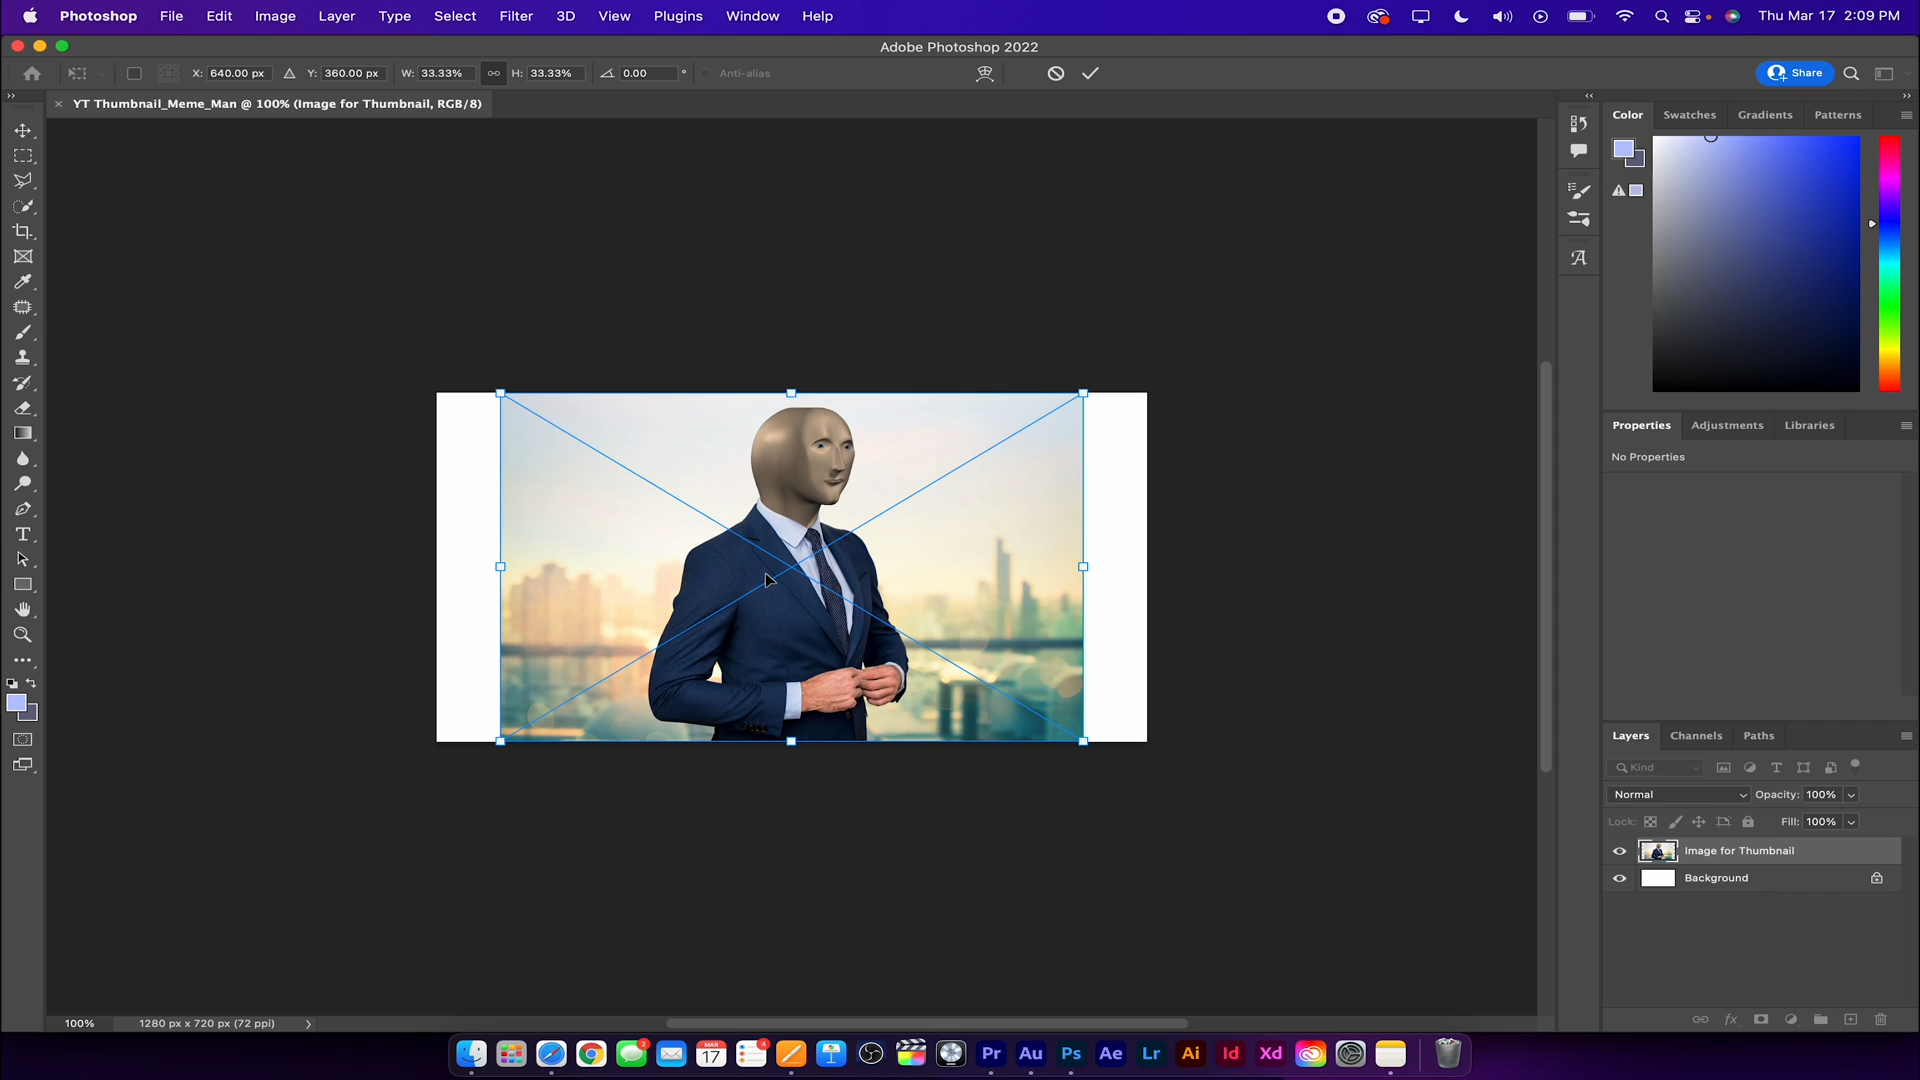 Photoshop File Edit Image Layer Type Select Filter 3D View Plugins Window Help Thu Mar 17 2:09 PM
Adobe Photoshop 2022
X: 640.00 px Y: 360.00 px W: 33.33% H: 33.33% 0.00 ° Anti-alias Share
× YT Thumbnail_Meme_Man @ 100% (Image for Thumbnail, RGB/8)
Color Swatches Gradients Patterns
Properties Adjustments Libraries
No Properties
Layers Channels Paths
Kind
Normal Opacity: 100%
Lock: Fill: 100%
Image for Thumbnail
Background
100% 1280 px x 720 px (72 ppi)
2 MAR 17 4 Pr Au Ps Ae Lr Ai Id Xd